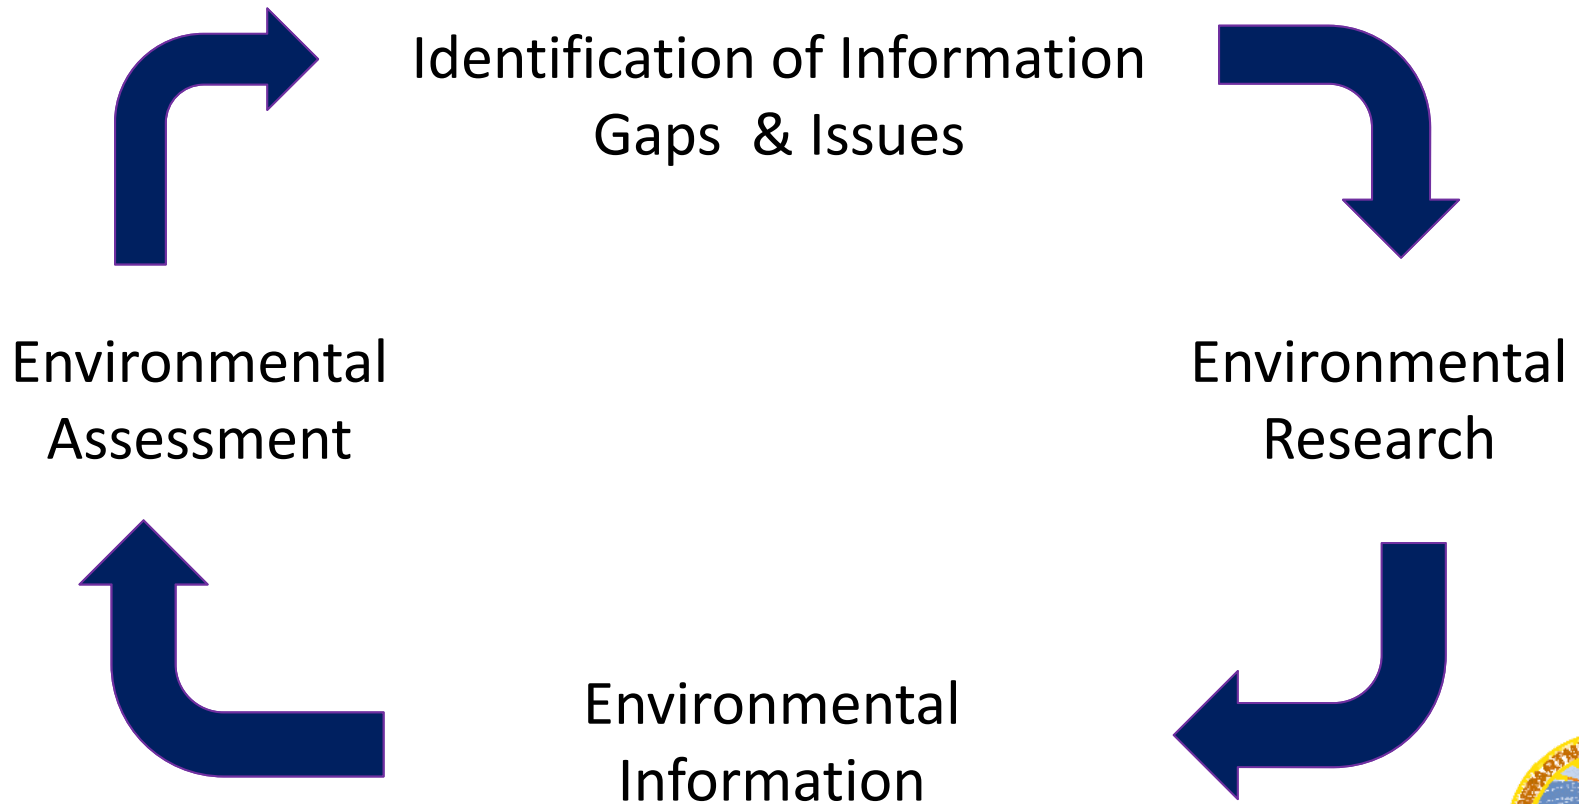 Identification of Information
Gaps & Issues
Environmental
Assessment
Environmental
Research
Environmental
Information